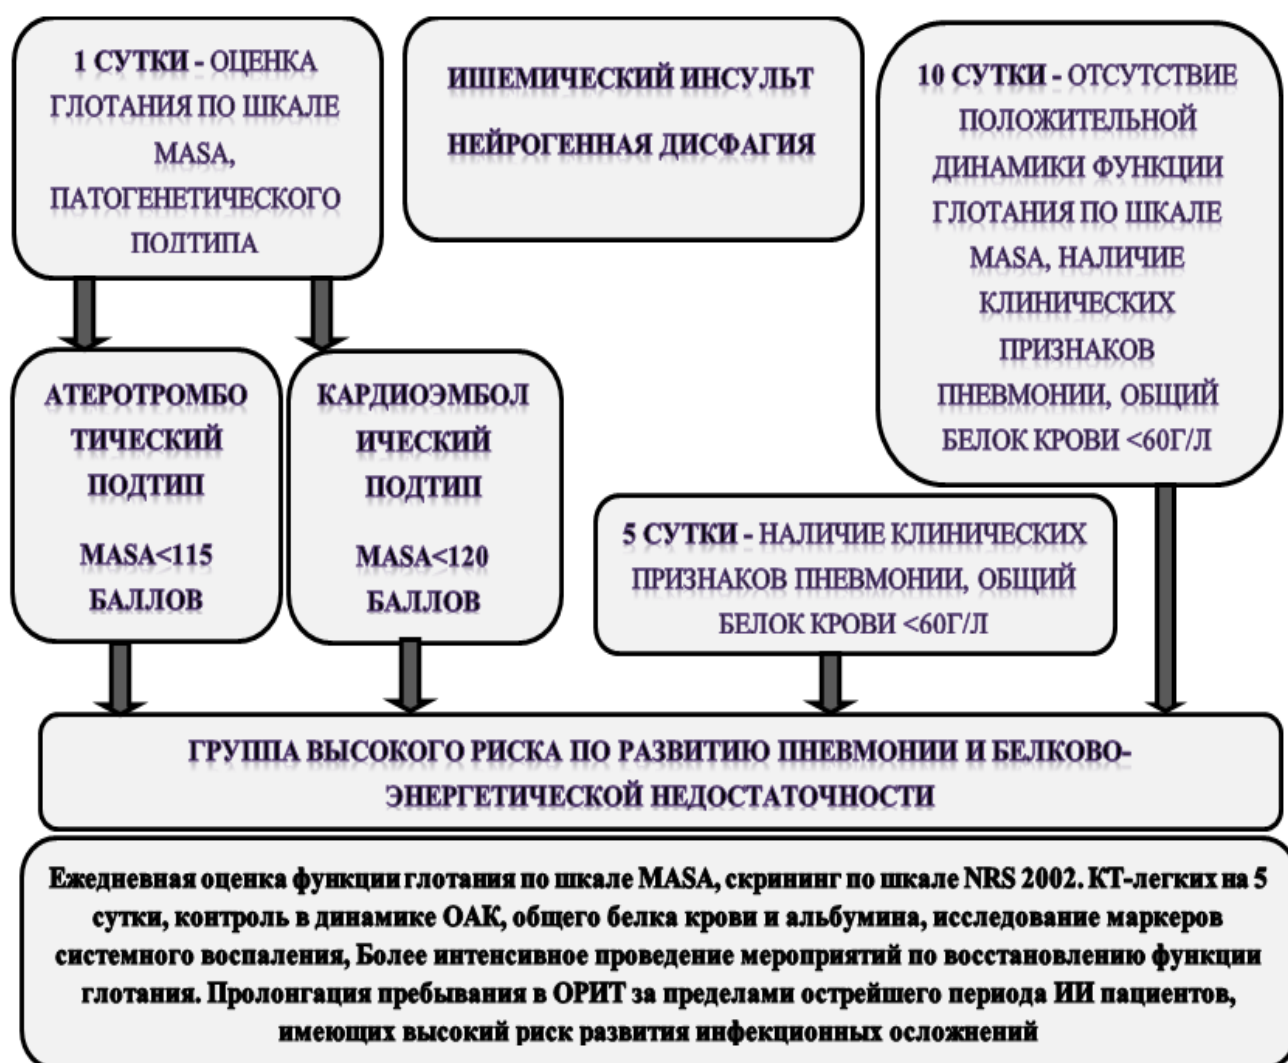 1 СУТКИ - ОЦЕНКА
ГЛОТАНИЯ ПО ШКАЛЕ
MASA,
ПАТОГЕНЕТИЧЕСКОГО
ПОДТИПА
ИШЕМИЧЕСКИЙ ИНСУЛЬТ
НЕЙРОГЕННАЯ ДИСФАГИЯ
10 СУТКИ - ОТСУТСТВИЕ
ПОЛОЖИТЕЛЬНОЙ
ДИНАМИКИ ФУНКЦИИ
ГЛОТАНИЯ ПО ШКАЛЕ
MASA, НАЛИЧИЕ
КЛИНИЧЕСКИХ
ПРИЗНАКОВ
ПНЕВМОНИИ, ОБЩИЙ
БЕЛОК КРОВИ <60Г/Л
АТЕРОТРОМБО
ТИЧЕСКИЙ
ПОДТИП
MASA<115
БАЛЛОВ
КАРДИОЭМБОЛ
ИЧЕСКИЙ
ПОДТИП
MASA<120
БАЛЛОВ
5 СУТКИ - НАЛИЧИЕ КЛИНИЧЕСКИХ
ПРИЗНАКОВ ПНЕВМОНИИ, ОБЩИЙ
БЕЛОК КРОВИ <60Г/Л
ГРУППА ВЫСОКОГО РИСКА ПО РАЗВИТИЮ ПНЕВМОНИИ И БЕЛКОВО-
ЭНЕРГЕТИЧЕСКОЙ НЕДОСТАТОЧНОСТИ
Ежедневная оценка функции глотания по шкале MASA, скрининг по шкале NRS 2002. КТ-легких на 5
сутки, контроль в динамике ОАК, общего белка крови и альбумина, исследование маркеров
системного воспаления, Более интенсивное проведение мероприятий по восстановлению функции
глотания. Пролонгация пребывания в ОРИТ за пределами острейшего периода ИИ пациентов,
имеющих высокий риск развития инфекционных осложнений